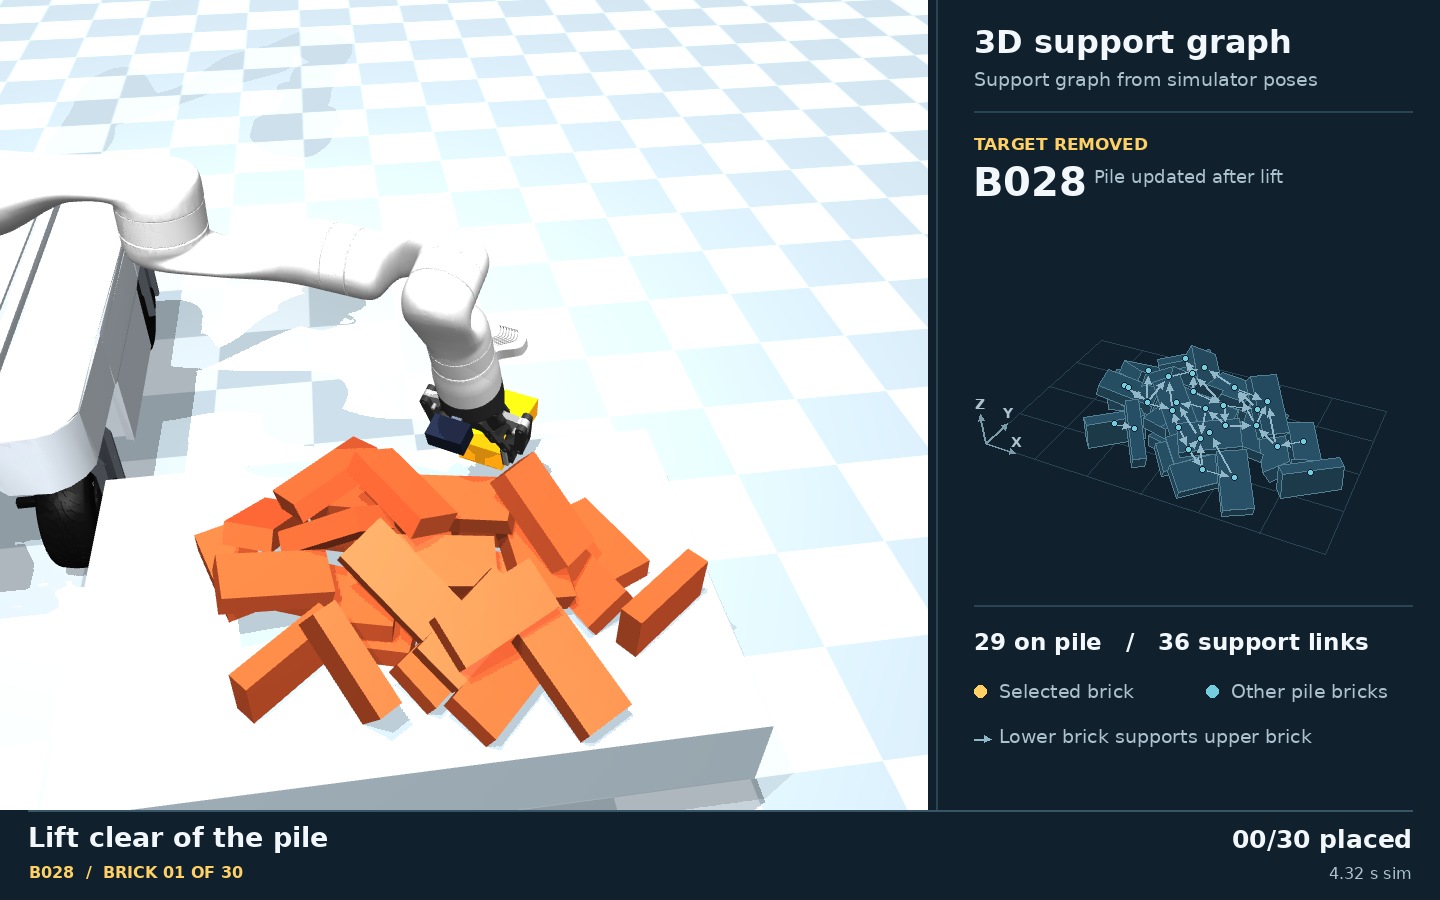 3D support graph
Support graph from simulator poses
TARGET REMOVED
B028 Pile updated after lift
Z
Y
X
29 on pile / 36 support links
Selected brick
Other pile bricks
Lower brick supports upper brick
Lift clear of the pile
B028 / BRICK 01 OF 30
00/30 placed
4.32 s sim